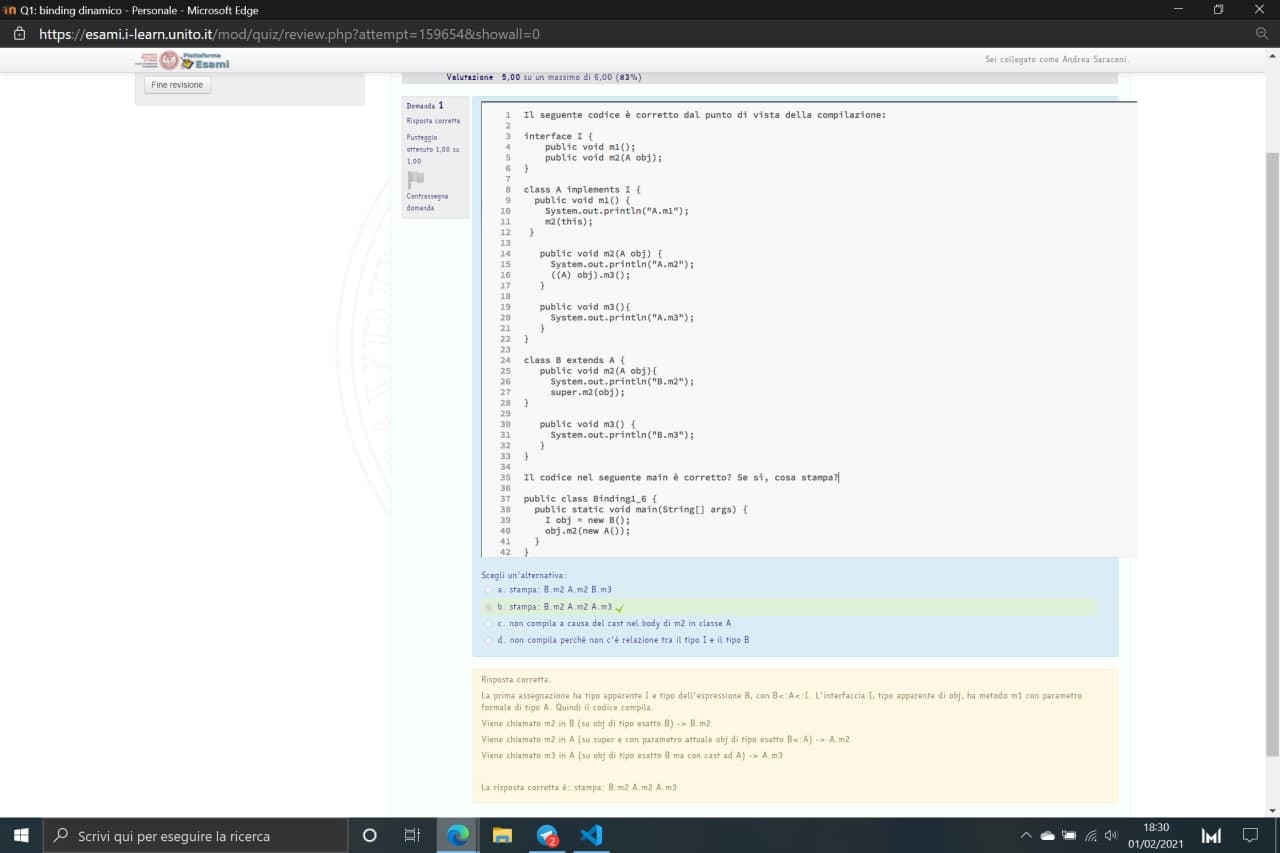 Q1: binding dinamico - Personale - Microsoft Edge
https://esami.i-learn.unito.it/mod/quiz/review.php?attempt=159654&showall=0
Piattaforma
Esami
Sei collegato come Andrea Saraceni.
Fine revisione
Valutazione 5,00 su un massimo di 6,00 (83%)
Domanda 1
Risposta corretta
Punteggio
ottenuto 1,00 su
1,00
Contrassegna
domanda
1 Il seguente codice è corretto dal punto di vista della compilazione:
2
3 interface I {
4 public void m1();
5 public void m2(A obj);
6 }
7
8 class A implements I {
9 public void m1() {
10 System.out.println("A.m1");
11 m2(this);
12 }
13
14 public void m2(A obj) {
15 System.out.println("A.m2");
16 ((A) obj).m3();
17 }
18
19 public void m3(){
20 System.out.println("A.m3");
21 }
22 }
23
24 class B extends A {
25 public void m2(A obj){
26 System.out.println("B.m2");
27 super.m2(obj);
28 }
29
30 public void m3() {
31 System.out.println("B.m3");
32 }
33 }
34
35 Il codice nel seguente main è corretto? Se sì, cosa stampa?
36
37 public class Binding1_6 {
38 public static void main(String[] args) {
39 I obj = new B();
40 obj.m2(new A());
41 }
42 }
Scegli un'alternativa:
a. stampa: B.m2 A.m2 B.m3
b. stampa: B.m2 A.m2 A.m3
c. non compila a causa del cast nel body di m2 in classe A
d. non compila perchè non c'è relazione tra il tipo I e il tipo B
Risposta corretta.
La prima assegnazione ha tipo apparente I e tipo dell'espressione B, con B<:A<:I. L'interfaccia I, tipo apparente di obj, ha metodo m1 con parametro
formale di tipo A. Quindi il codice compila.
Viene chiamato m2 in B (su obj di tipo esatto B) -> B.m2
Viene chiamato m2 in A (su super e con parametro attuale obj di tipo esatto B<:A) -> A.m2
Viene chiamato m3 in A (su obj di tipo esatto B ma con cast ad A) -> A.m3
La risposta corretta è: stampa: B.m2 A.m2 A.m3
Scrivi qui per eseguire la ricerca
2
18:30
01/02/2021